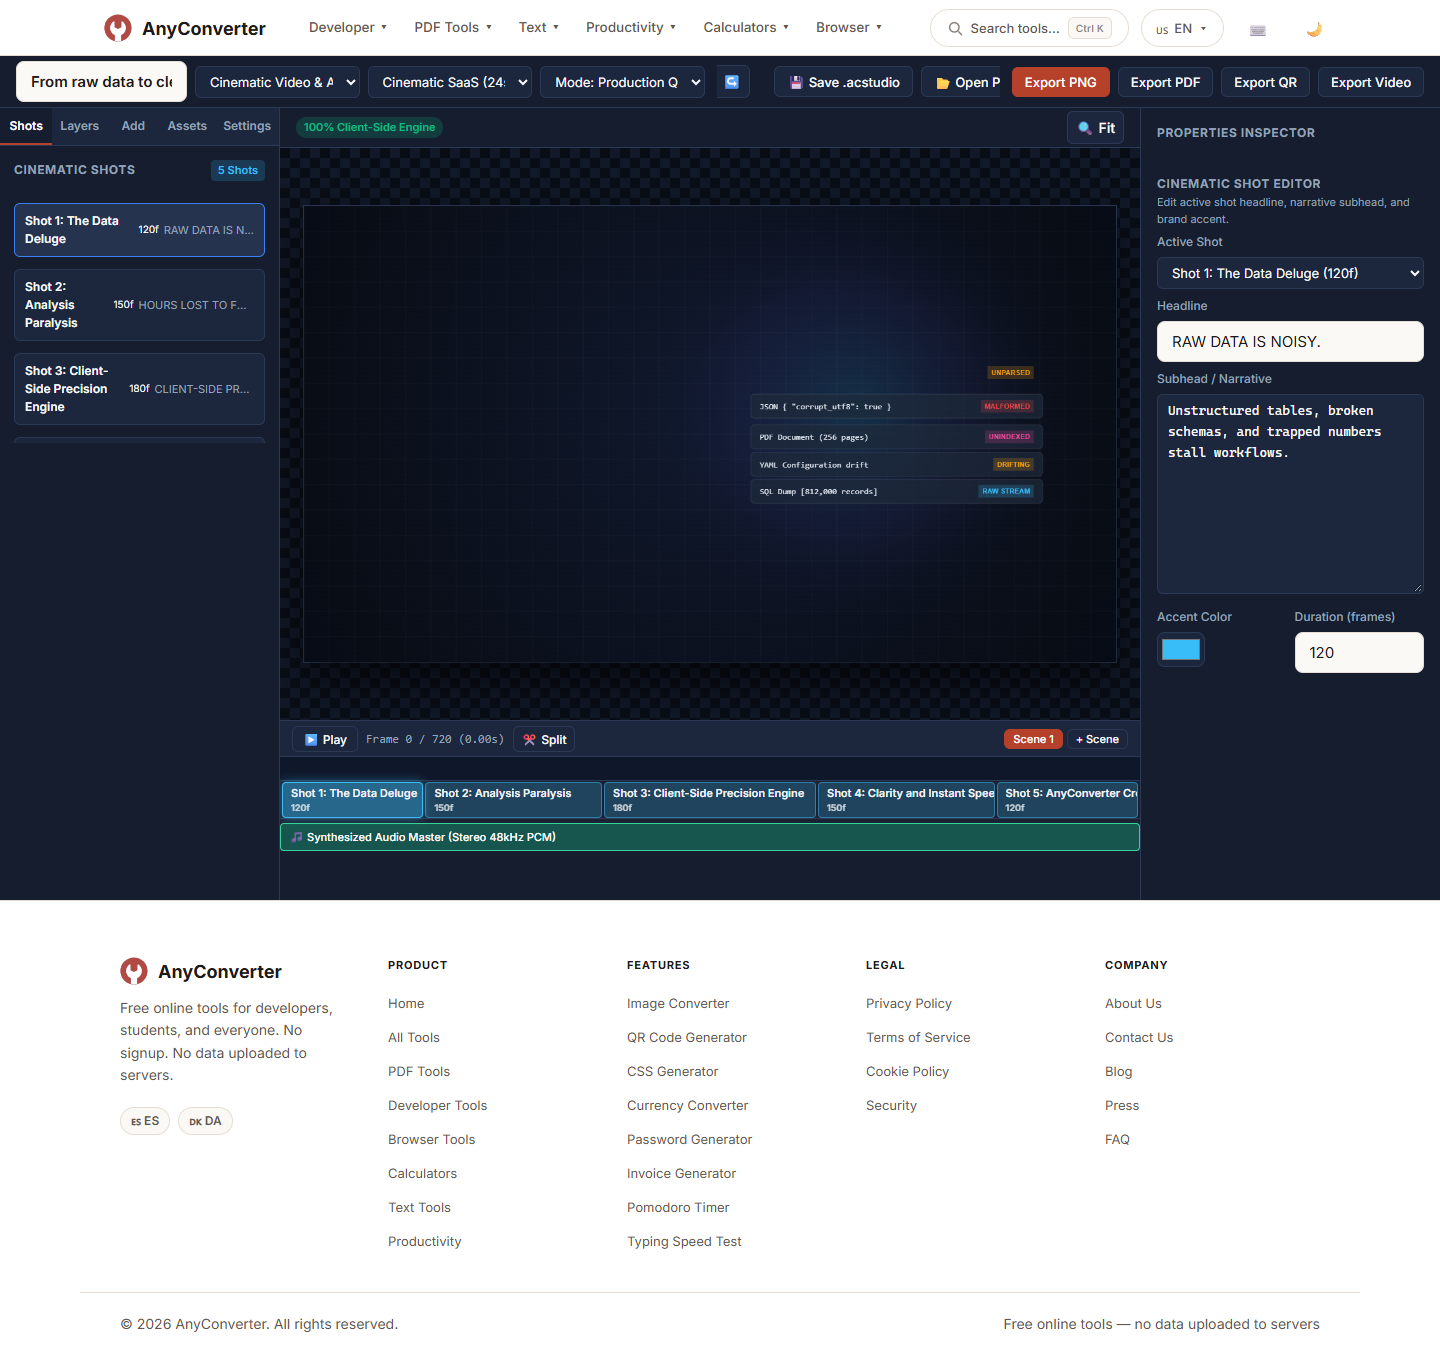 AnyConverter
Developer
PDF Tools
Text
Productivity
Calculators
Browser
Search tools...
Ctrl K
US EN
From raw data to cl
Cinematic Video & A
Cinematic SaaS (24
Mode: Production Q
Save .acstudio
Open P
Export PNG
Export PDF
Export QR
Export Video
Shots
Layers
Add
Assets
Settings
CINEMATIC SHOTS
5 Shots
Shot 1: The Data Deluge
120f RAW DATA IS N...
Shot 2: Analysis Paralysis
150f HOURS LOST TO F...
Shot 3: Client-Side Precision Engine
180f CLIENT-SIDE PR...
100% Client-Side Engine
Fit
UNPARSED
JSON { "corrupt_utf8": true }
MALFORMED
PDF Document (256 pages)
UNINDEXED
YAML Configuration drift
DRIFTING
SQL Dump [812,000 records]
RAW STREAM
Play
Frame 0 / 720 (0.00s)
Split
Scene 1
+ Scene
Shot 1: The Data Deluge
120f
Shot 2: Analysis Paralysis
150f
Shot 3: Client-Side Precision Engine
180f
Shot 4: Clarity and Instant Spee
150f
Shot 5: AnyConverter Cr
120f
Synthesized Audio Master (Stereo 48kHz PCM)
PROPERTIES INSPECTOR
CINEMATIC SHOT EDITOR
Edit active shot headline, narrative subhead, and
brand accent.
Active Shot
Shot 1: The Data Deluge (120f)
Headline
RAW DATA IS NOISY.
Subhead / Narrative
Unstructured tables, broken
schemas, and trapped numbers
stall workflows.
Accent Color
Duration (frames)
120
AnyConverter
Free online tools for developers,
students, and everyone. No
signup. No data uploaded to
servers.
ES ES
DK DA
PRODUCT
Home
All Tools
PDF Tools
Developer Tools
Browser Tools
Calculators
Text Tools
Productivity
FEATURES
Image Converter
QR Code Generator
CSS Generator
Currency Converter
Password Generator
Invoice Generator
Pomodoro Timer
Typing Speed Test
LEGAL
Privacy Policy
Terms of Service
Cookie Policy
Security
COMPANY
About Us
Contact Us
Blog
Press
FAQ
© 2026 AnyConverter. All rights reserved.
Free online tools — no data uploaded to servers